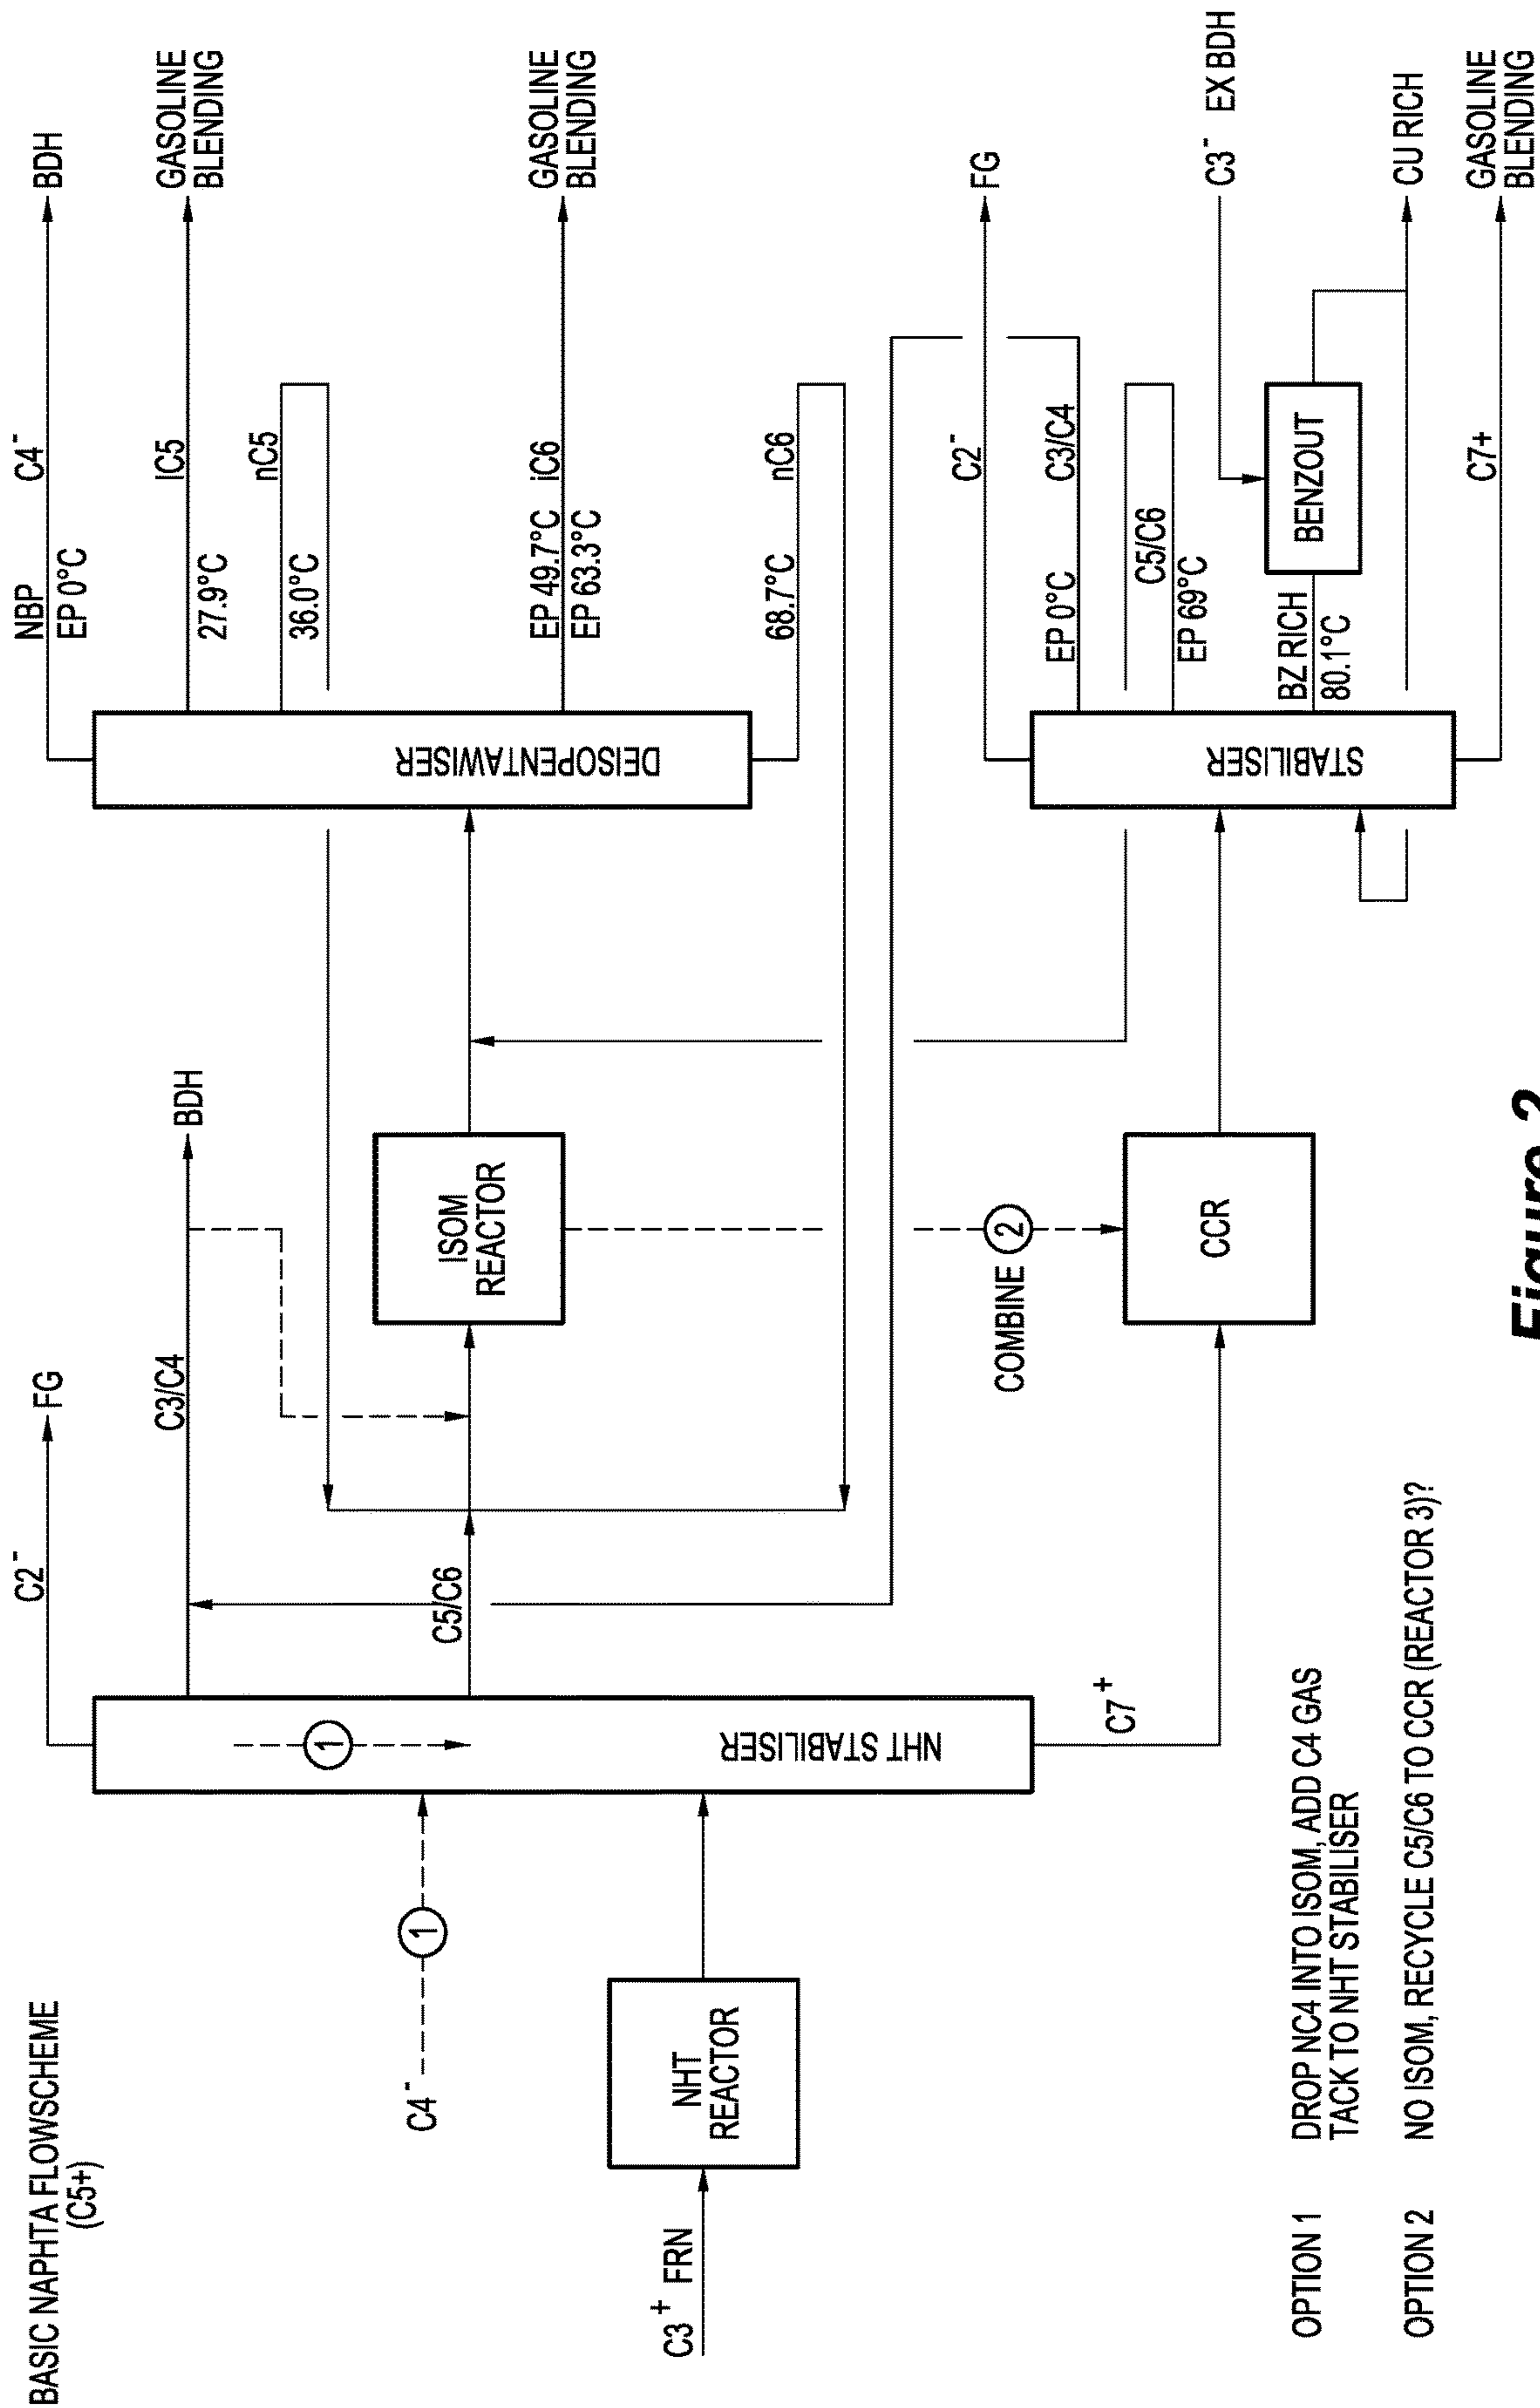 BASIC NAPHTA FLOWSCHEME
(C5+)
C3+ FRN
NHT
REACTOR
C4-
1
1
NHT STABILISER
C2-
FG
C3/C4
BDH
C5/C6
C7+
ISOM
REACTOR
COMBINE
2
CCR
DEISOPENTAWISER
NBP
C4-
BDH
EP 0°C
IC5
27.9°C
GASOLINE
BLENDING
nC5
36.0°C
EP 49.7°C
iC6
EP 63.3°C
GASOLINE
BLENDING
nC6
68.7°C
STABILISER
C2-
FG
C3/C4
EP 0°C
C5/C6
EP 69°C
BZ RICH
80.1°C
BENZOUT
C3- EX BDH
CU RICH
C7+
GASOLINE
BLENDING
OPTION 1 DROP NC4 INTO ISOM, ADD C4 GAS
TACK TO NHT STABILISER
OPTION 2 NO ISOM, RECYCLE C5/C6 TO CCR (REACTOR 3)?
Figure 2